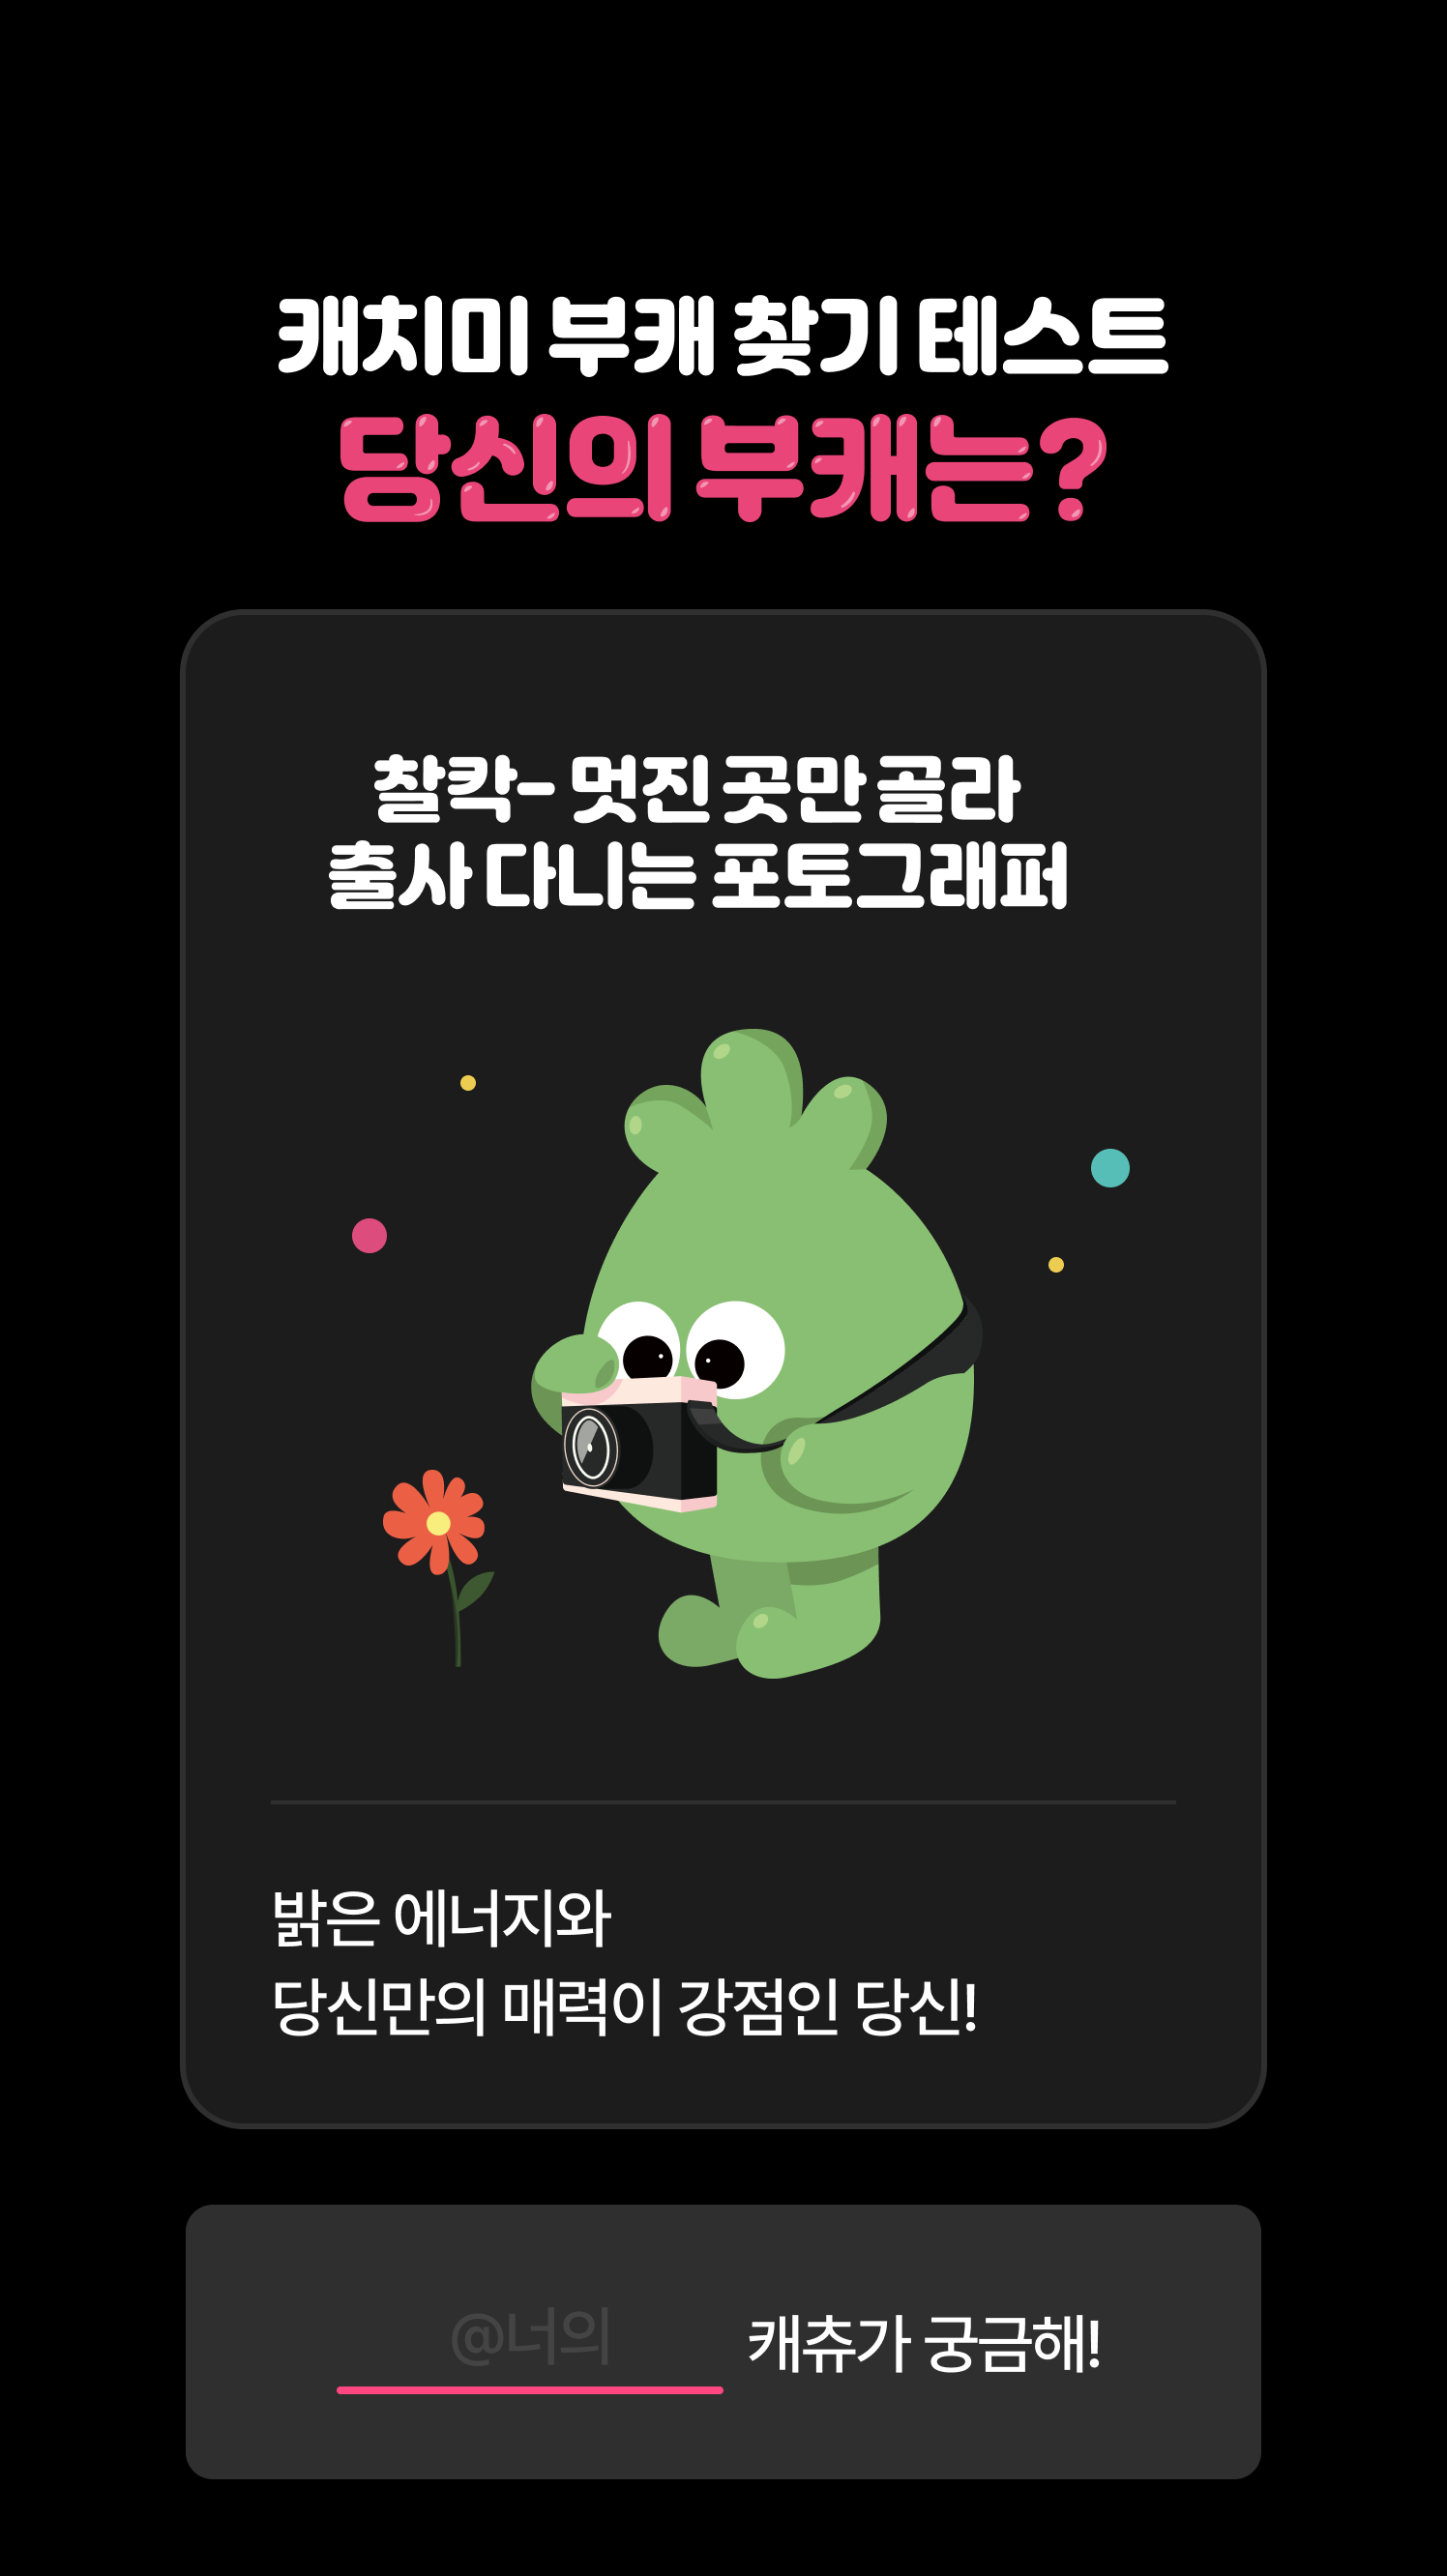 캐치미 부캐 찾기 테스트
당신의 부캐는?
찰칵- 멋진 곳만 골라
출사 다니는 포토그래퍼
밝은 에너지와
당신만의 매력이 강점인 당신!
@너의 캐츄가 궁금해!